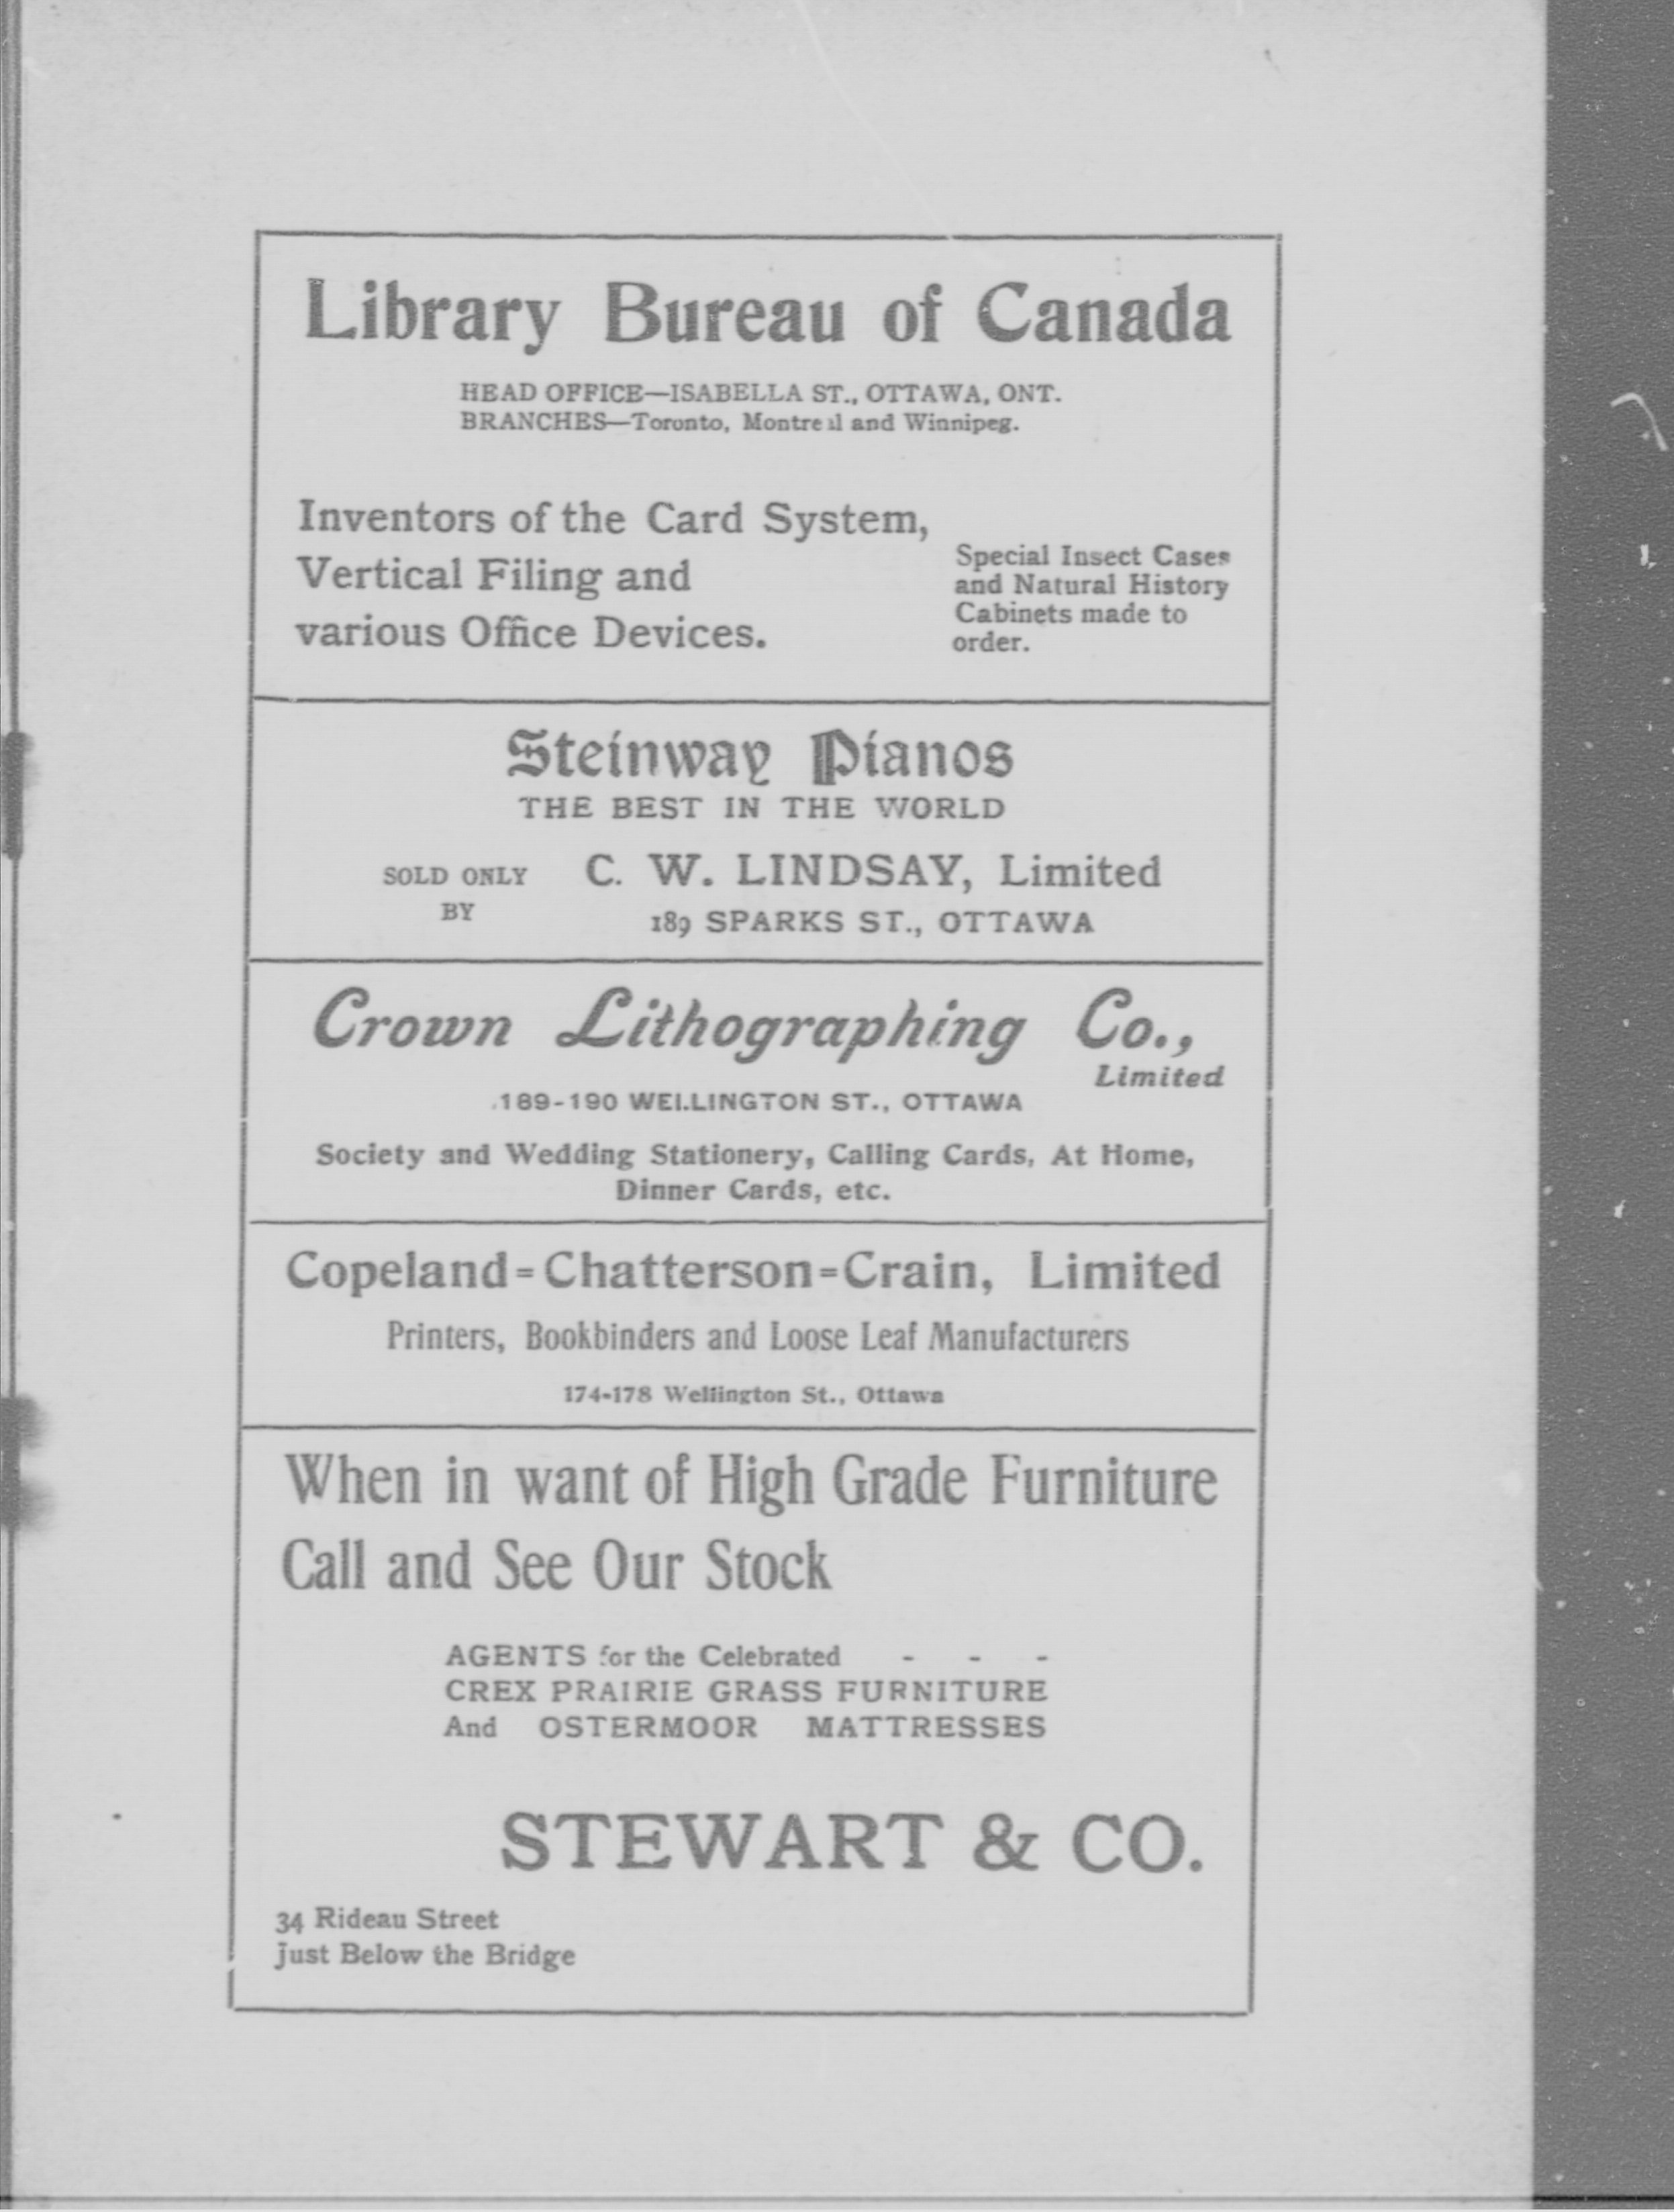 Library Bureau of Canada
HEAD OFFICE—ISABELLA ST., OTTAWA, ONT.
BRANCHES—Toronto, Montreal and Winnipeg.
Inventors of the Card System,
Vertical Filing and
various Office Devices.
Special Insect Cases
and Natural History
Cabinets made to
order.
Steinway Pianos
THE BEST IN THE WORLD
SOLD ONLY
BY
C. W. LINDSAY, Limited
189 SPARKS ST., OTTAWA
Crown Lithographing Co.,
Limited
189-190 WELLINGTON ST., OTTAWA
Society and Wedding Stationery, Calling Cards, At Home,
Dinner Cards, etc.
Copeland=Chatterson=Crain, Limited
Printers, Bookbinders and Loose Leaf Manufacturers
174-178 Wellington St., Ottawa
When in want of High Grade Furniture
Call and See Our Stock
AGENTS for the Celebrated - - -
CREX PRAIRIE GRASS FURNITURE
And OSTERMOOR MATTRESSES
STEWART & CO.
34 Rideau Street
just Below the Bridge